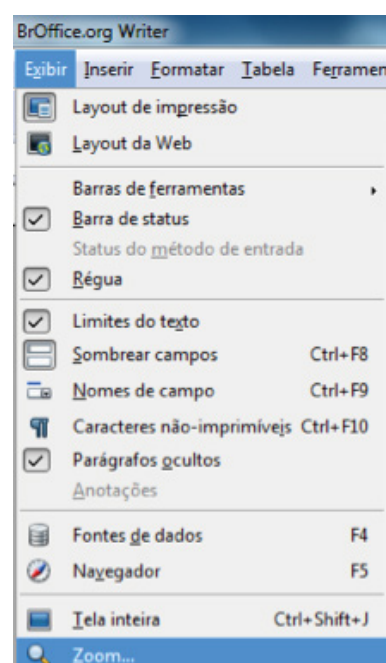 BrOffice.org Writer
Exibir Inserir Formatar Tabela Ferramen
Layout de impressão
Layout da Web
Barras de ferramentas
Barra de status
Status do método de entrada
Régua
Limites do texto
Sombrear campos Ctrl+F8
Nomes de campo Ctrl+F9
Caracteres não-imprimíveis Ctrl+F10
Parágrafos ocultos
Anotações
Fontes de dados F4
Navegador F5
Tela inteira Ctrl+Shift+J
Zoom...